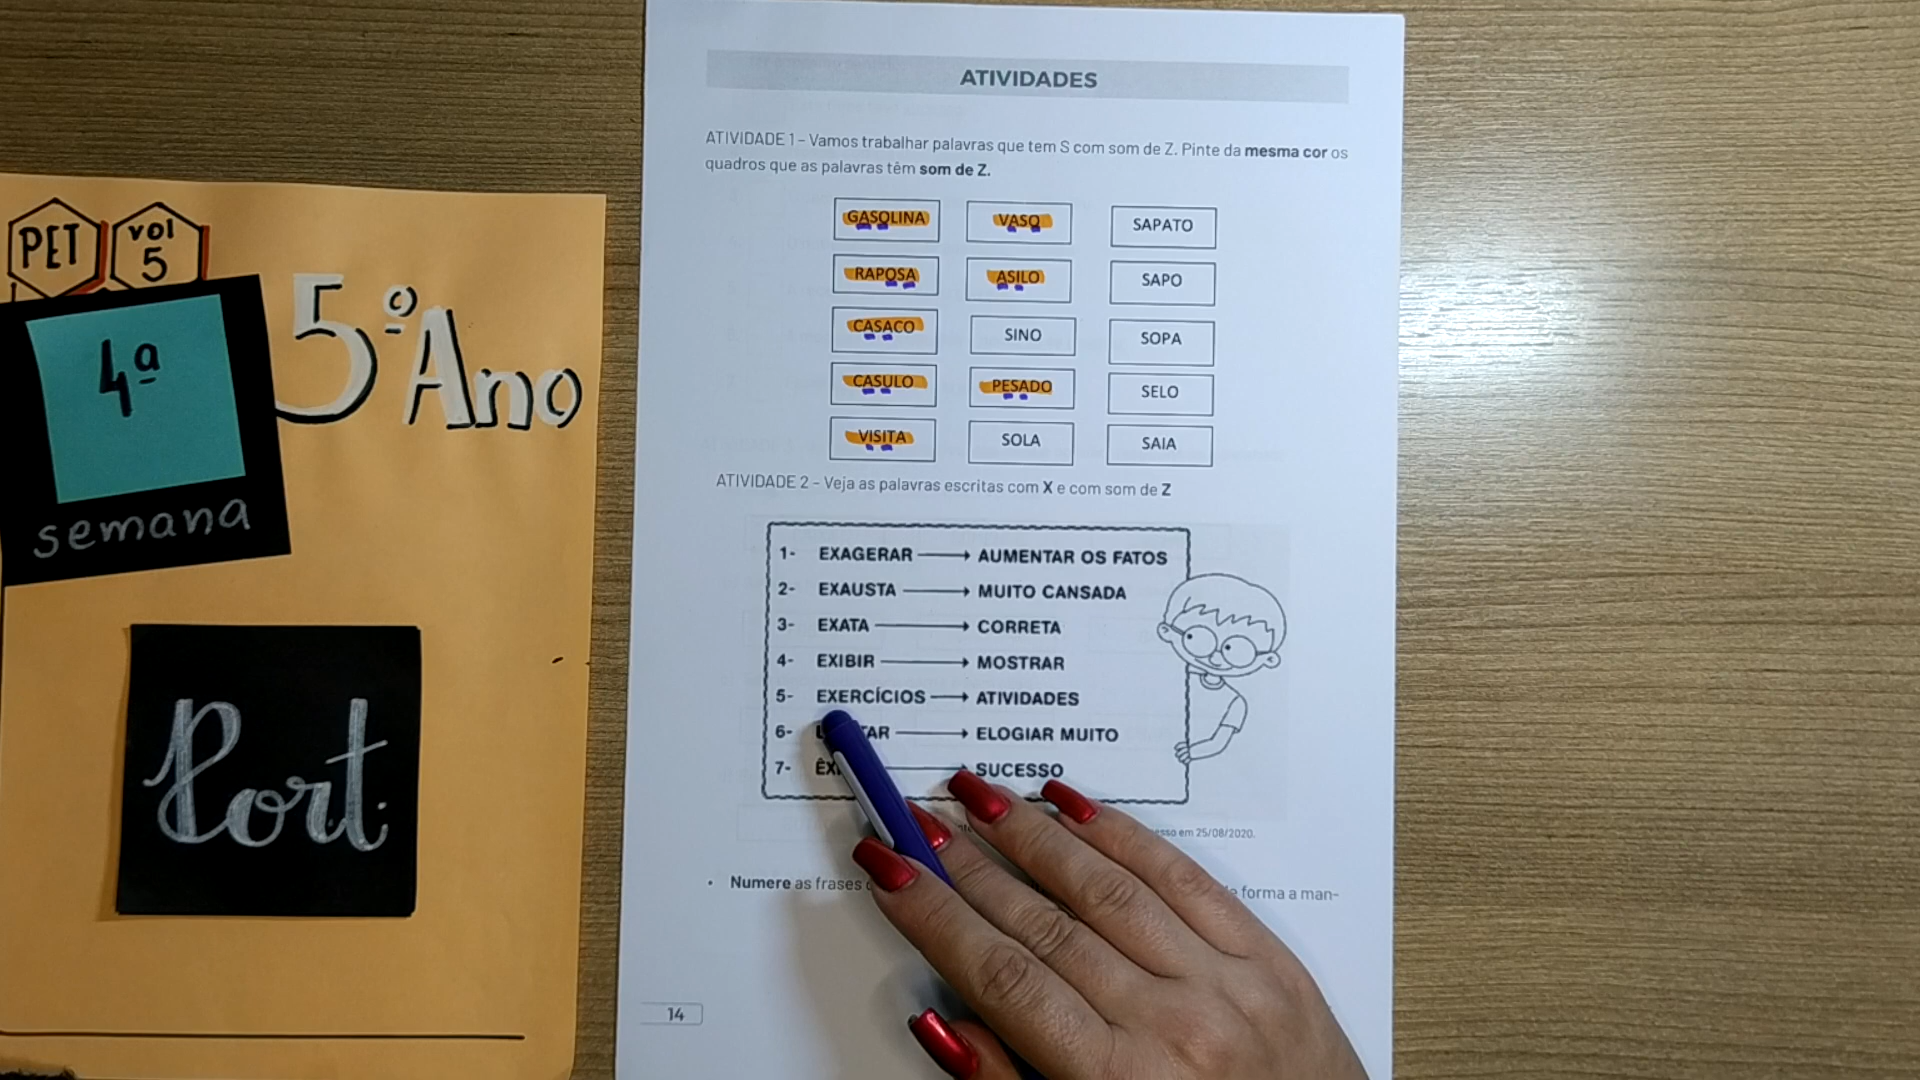 PET vol 5
5º Ano
4ª
semana
Port.
ATIVIDADES
ATIVIDADE 1 – Vamos trabalhar palavras que tem S com som de Z. Pinte da mesma cor os
quadros que as palavras têm som de Z.
GASOLINA VASO SAPATO
RAPOSA ASILO SAPO
CASACO SINO SOPA
CASULO PESADO SELO
VISITA SOLA SAIA
ATIVIDADE 2 – Veja as palavras escritas com X e com som de Z
1- EXAGERAR → AUMENTAR OS FATOS
2- EXAUSTA → MUITO CANSADA
3- EXATA → CORRETA
4- EXIBIR → MOSTRAR
5- EXERCÍCIOS → ATIVIDADES
6- → ELOGIAR MUITO
7- → SUCESSO
em 25/08/2020.
• Numere as frases forma a man-
14